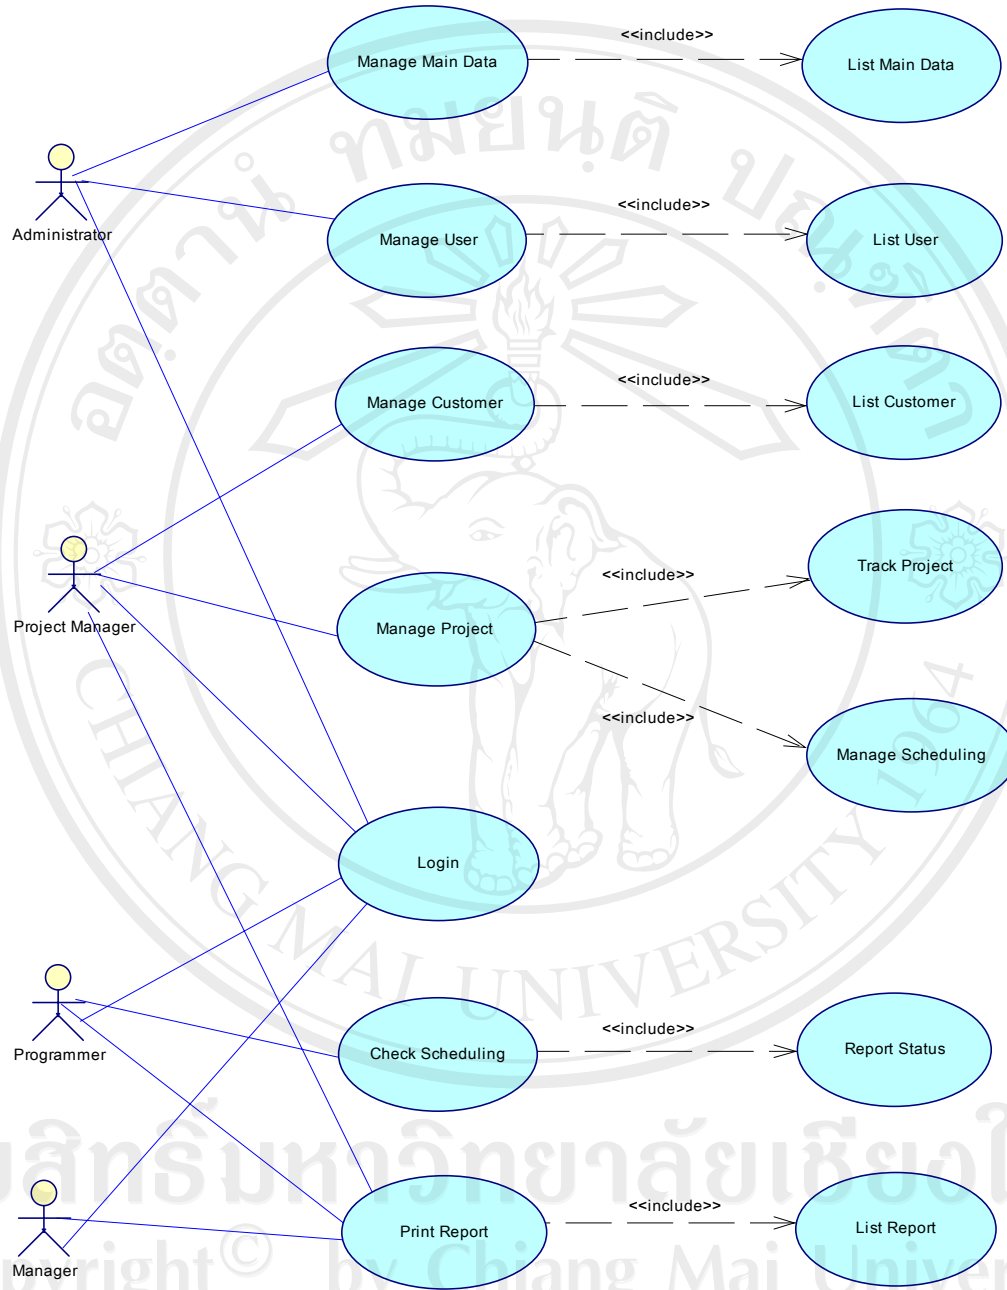 Manage Main Data
<<include>>
List Main Data
Administrator
Manage User
<<include>>
List User
Manage Customer
<<include>>
List Customer
Project Manager
Manage Project
<<include>>
Track Project
<<include>>
Manage Scheduling
Login
Programmer
Check Scheduling
<<include>>
Report Status
Manager
Print Report
<<include>>
List Report
CHIANG MAI UNIVERSITY 1964
by Chiang Mai